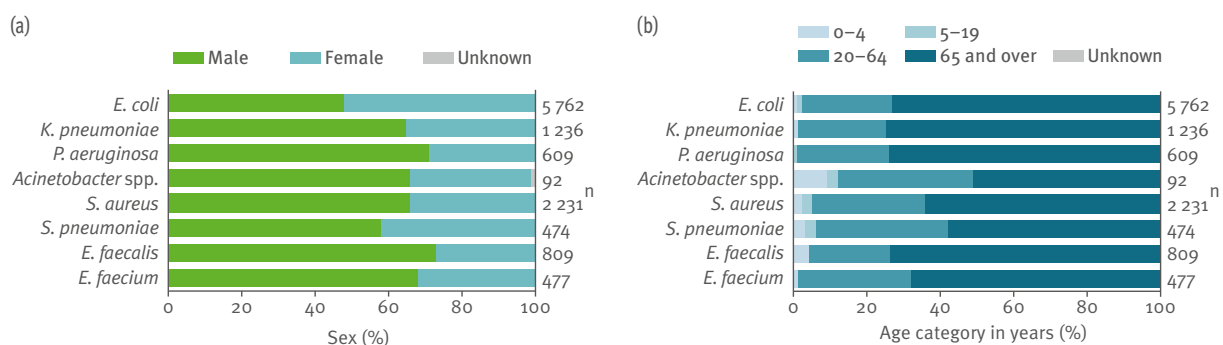 (a)
Male Female Unknown
E. coli 5 762
K. pneumoniae 1 236
P. aeruginosa 609
Acinetobacter spp. 92
n
S. aureus 2 231
S. pneumoniae 474
E. faecalis 809
E. faecium 477
0 20 40 60 80 100
Sex (%)
(b)
0–4 5–19
20–64 65 and over Unknown
E. coli 5 762
K. pneumoniae 1 236
P. aeruginosa 609
Acinetobacter spp. 92
n
S. aureus 2 231
S. pneumoniae 474
E. faecalis 809
E. faecium 477
0 20 40 60 80 100
Age category in years (%)